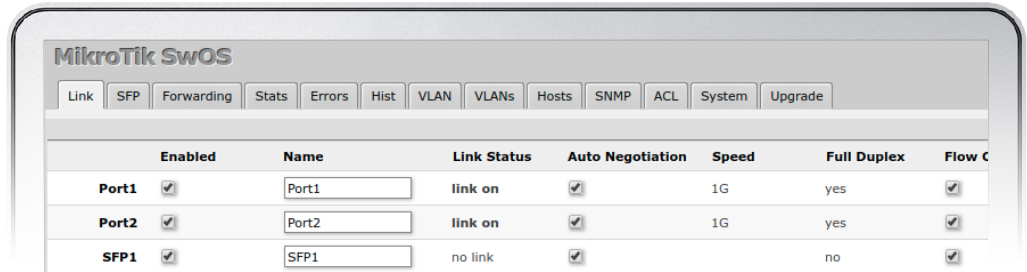 MikroTik SwOS
Link SFP Forwarding Stats Errors Hist VLAN VLANs Hosts SNMP ACL System Upgrade
Enabled Name Link Status Auto Negotiation Speed Full Duplex Flow C
Port1 Port1 link on 1G yes
Port2 Port2 link on 1G yes
SFP1 SFP1 no link no